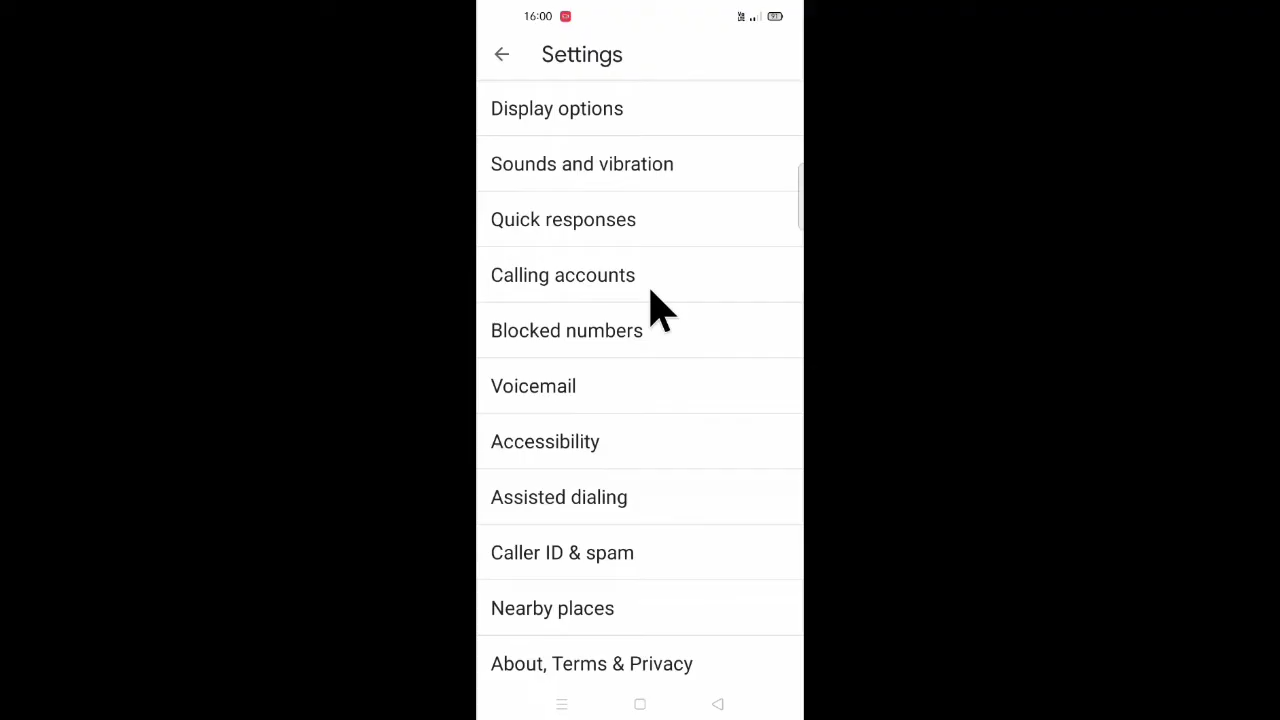 16:00
Settings
Display options
Sounds and vibration
Quick responses
Calling accounts
Blocked numbers
Voicemail
Accessibility
Assisted dialing
Caller ID & spam
Nearby places
About, Terms & Privacy